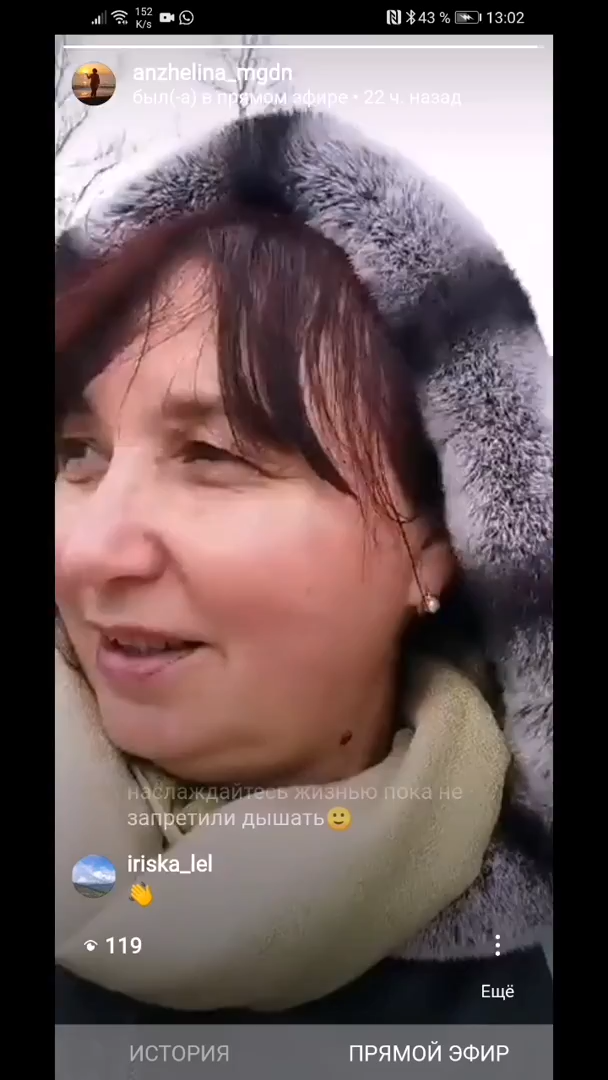 152
K/s
43 %
13:02
anzhelina_mgdn
был(-а) в прямом эфире • 22 ч. назад
наслаждайтесь жизнью пока не
запретили дышать🙂
iriska_lel
👋
119
Ещё
ИСТОРИЯ
ПРЯМОЙ ЭФИР